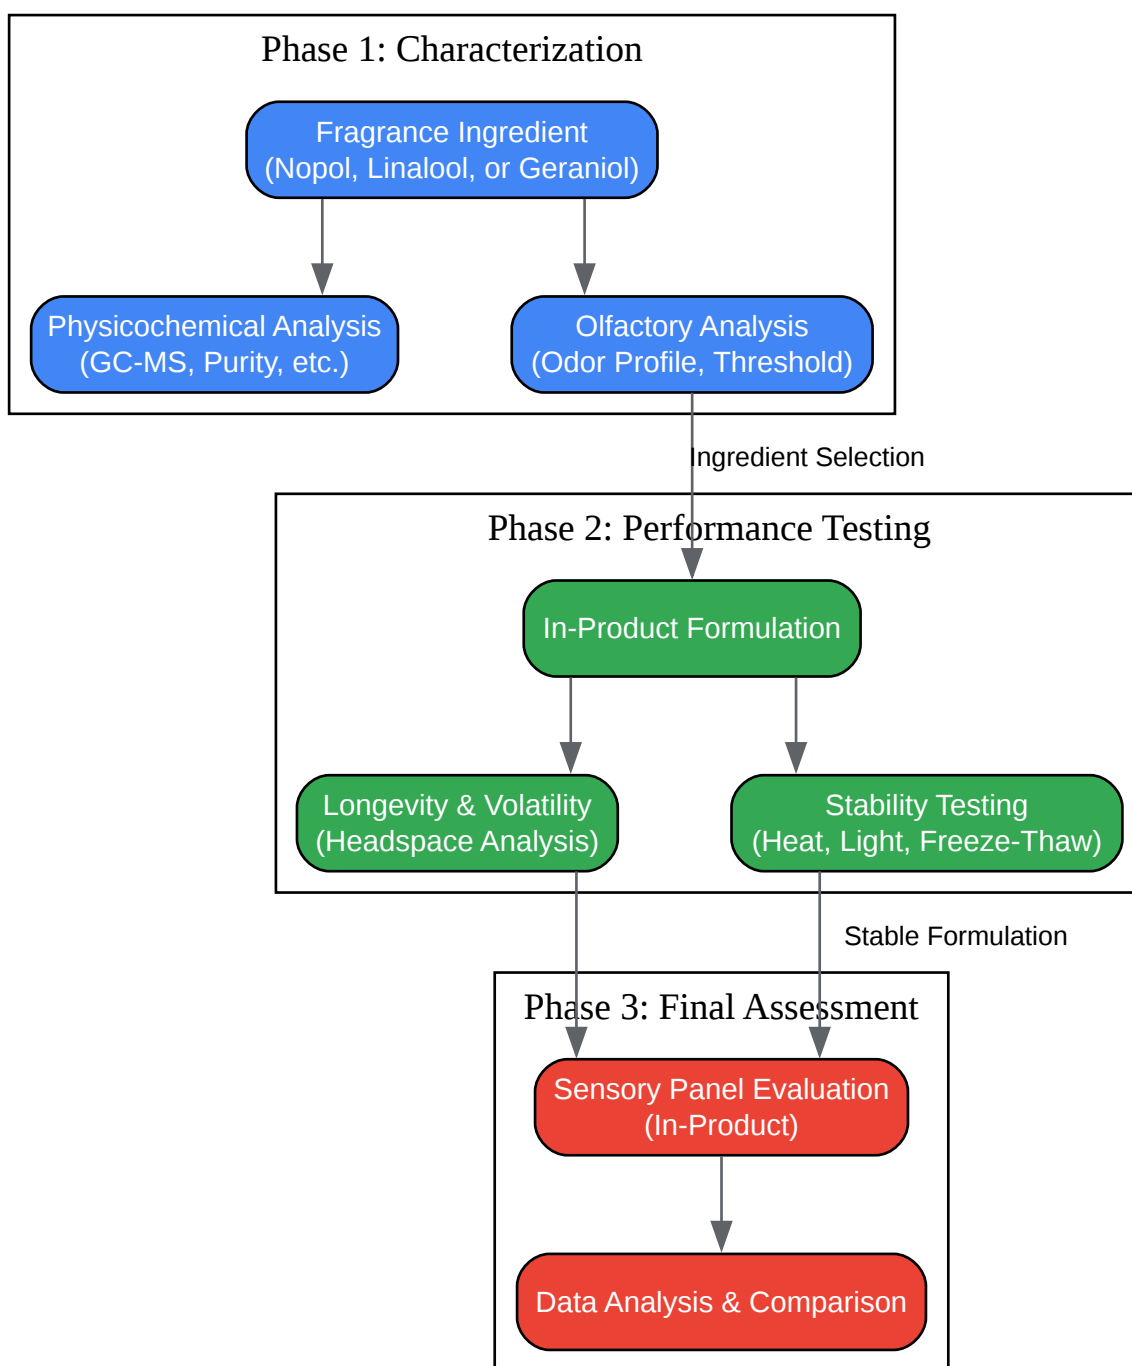 Phase 1: Characterization
Fragrance Ingredient
(Nopol, Linalool, or Geraniol)
Physicochemical Analysis
(GC-MS, Purity, etc.)
Olfactory Analysis
(Odor Profile, Threshold)
Ingredient Selection
Phase 2: Performance Testing
In-Product Formulation
Longevity & Volatility
(Headspace Analysis)
Stability Testing
(Heat, Light, Freeze-Thaw)
Stable Formulation
Phase 3: Final Assessment
Sensory Panel Evaluation
(In-Product)
Data Analysis & Comparison